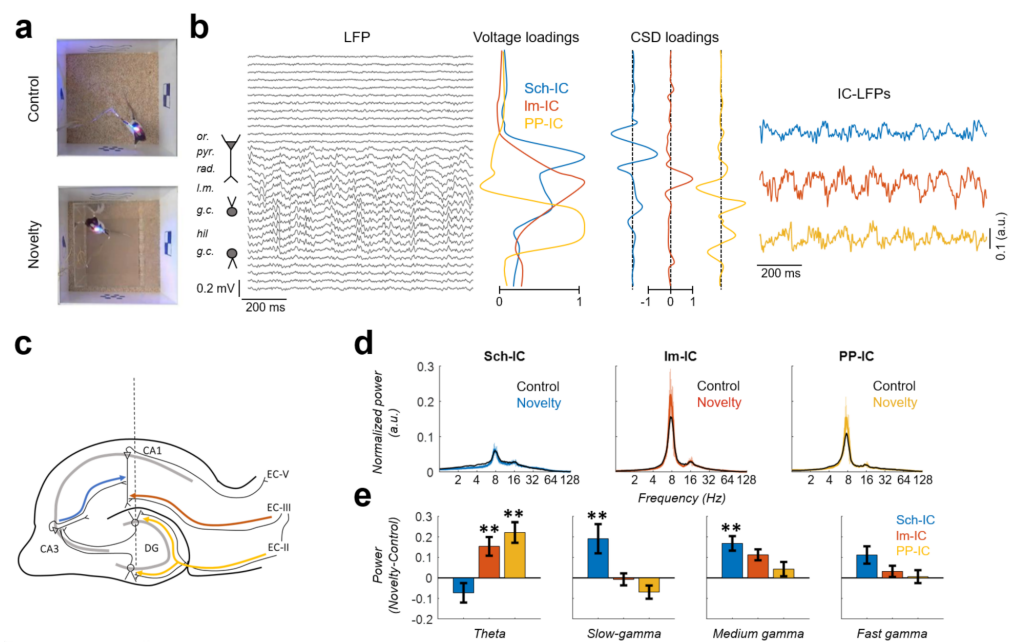 a
Control
Novelty
b
LFP
or.
pyr.
rad.
l.m.
g.c.
hil
g.c.
0.2 mV
200 ms
Voltage loadings
Sch-IC
lm-IC
PP-IC
0 1
CSD loadings
-1 0 1
IC-LFPs
200 ms
0.1 (a.u.)
c
CA1
CA3
DG
EC-V
EC-III
EC-II
d
Sch-IC
Control
Novelty
lm-IC
Control
Novelty
PP-IC
Control
Novelty
Normalized power
(a.u.)
0.3
0.2
0.1
0
2 4 8 16 32 64 128
2 4 8 16 32 64 128
2 4 8 16 32 64 128
Frequency (Hz)
e
Power
(Novelty-Control)
0.3
0.2
0.1
0
-0.1
-0.2
** **
**
**
Sch-IC
lm-IC
PP-IC
Theta
Slow-gamma
Medium gamma
Fast gamma